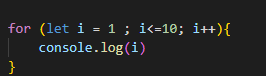 for (let i = 1 ; i<=10; i++){
    console.log(i)
}